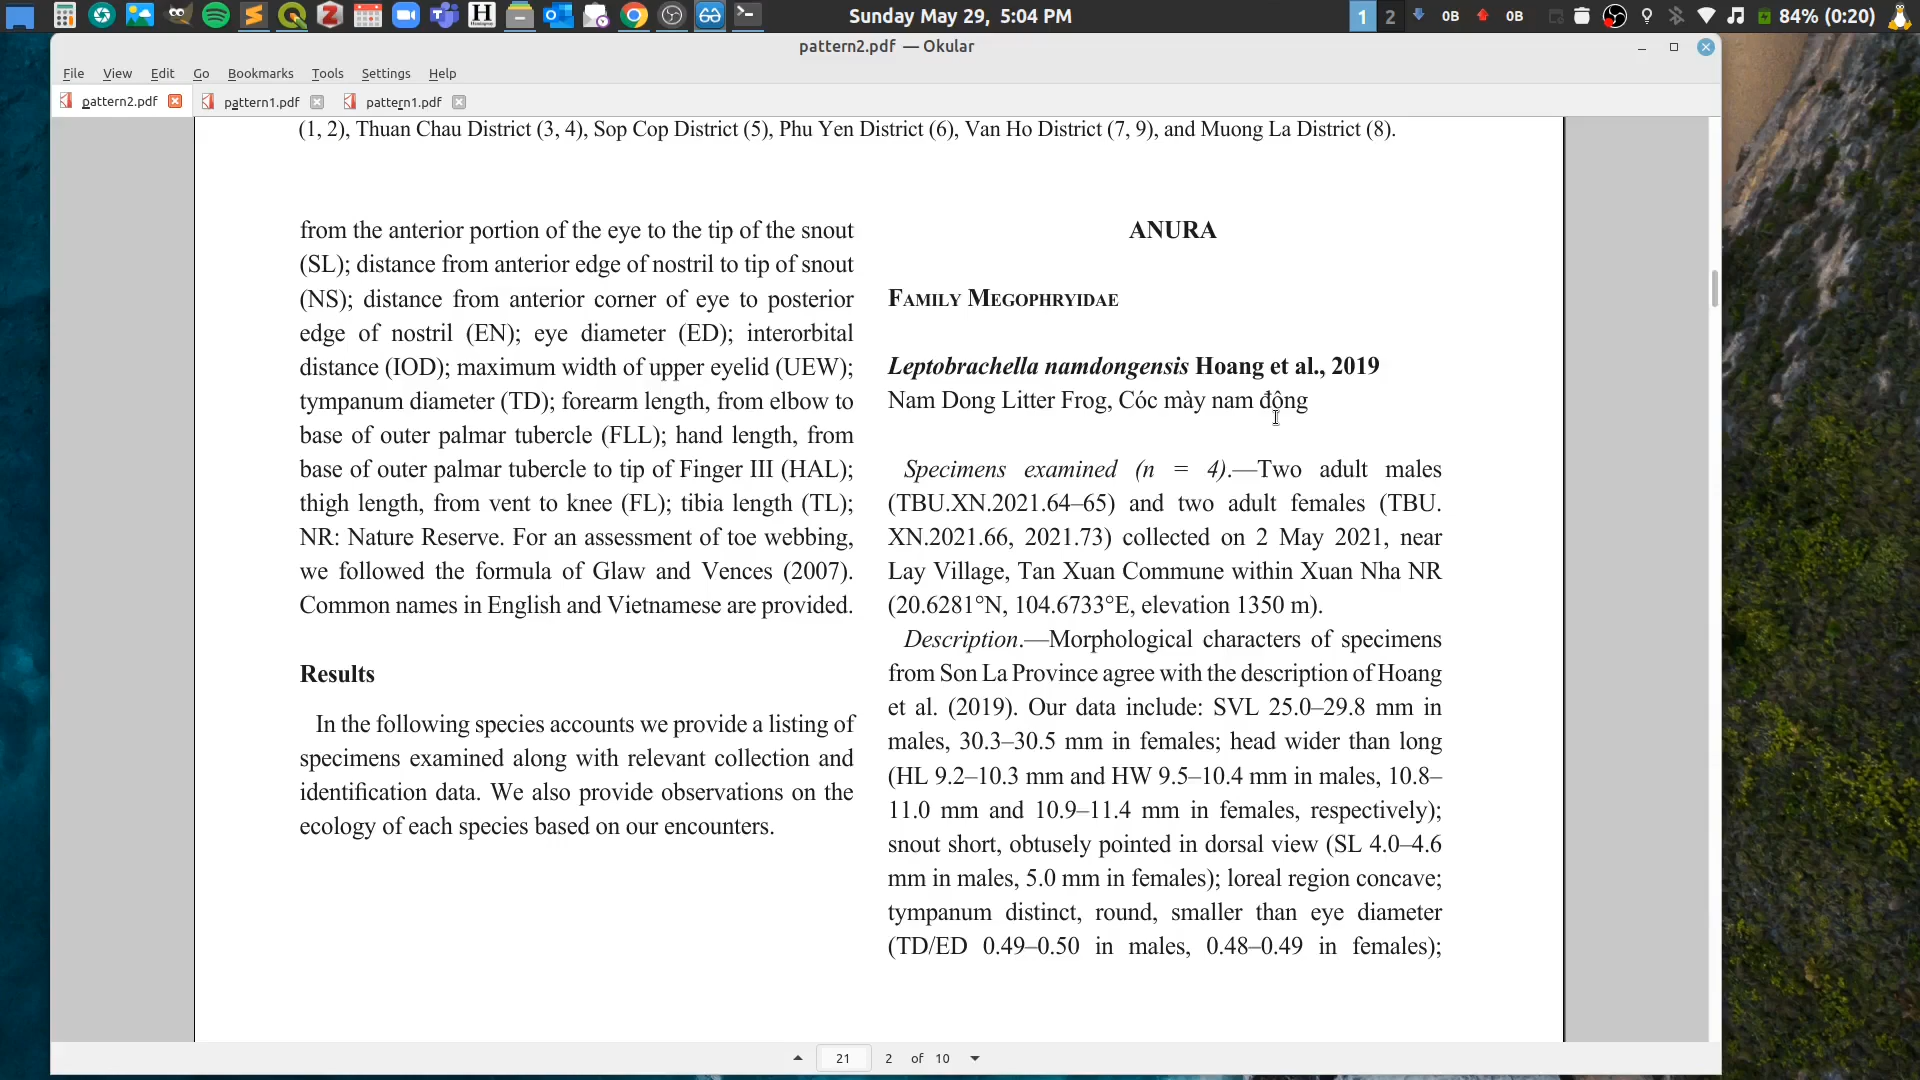 Sunday May 29, 5:04 PM
1 2 0B 0B 84% (0:20)
pattern2.pdf — Okular
File View Edit Go Bookmarks Tools Settings Help
pattern2.pdf pattern1.pdf pattern1.pdf
(1, 2), Thuan Chau District (3, 4), Sop Cop District (5), Phu Yen District (6), Van Ho District (7, 9), and Muong La District (8).
from the anterior portion of the eye to the tip of the snout
(SL); distance from anterior edge of nostril to tip of snout
(NS); distance from anterior corner of eye to posterior
edge of nostril (EN); eye diameter (ED); interorbital
distance (IOD); maximum width of upper eyelid (UEW);
tympanum diameter (TD); forearm length, from elbow to
base of outer palmar tubercle (FLL); hand length, from
base of outer palmar tubercle to tip of Finger III (HAL);
thigh length, from vent to knee (FL); tibia length (TL);
NR: Nature Reserve. For an assessment of toe webbing,
we followed the formula of Glaw and Vences (2007).
Common names in English and Vietnamese are provided.
Results
In the following species accounts we provide a listing of
specimens examined along with relevant collection and
identification data. We also provide observations on the
ecology of each species based on our encounters.
ANURA
Family Megophryidae
Leptobrachella namdongensis Hoang et al., 2019
Nam Dong Litter Frog, Cóc mày nam động
Specimens examined (n = 4).—Two adult males
(TBU.XN.2021.64–65) and two adult females (TBU.
XN.2021.66, 2021.73) collected on 2 May 2021, near
Lay Village, Tan Xuan Commune within Xuan Nha NR
(20.6281°N, 104.6733°E, elevation 1350 m).
Description.—Morphological characters of specimens
from Son La Province agree with the description of Hoang
et al. (2019). Our data include: SVL 25.0–29.8 mm in
males, 30.3–30.5 mm in females; head wider than long
(HL 9.2–10.3 mm and HW 9.5–10.4 mm in males, 10.8–
11.0 mm and 10.9–11.4 mm in females, respectively);
snout short, obtusely pointed in dorsal view (SL 4.0–4.6
mm in males, 5.0 mm in females); loreal region concave;
tympanum distinct, round, smaller than eye diameter
(TD/ED 0.49–0.50 in males, 0.48–0.49 in females);
21 2 of 10